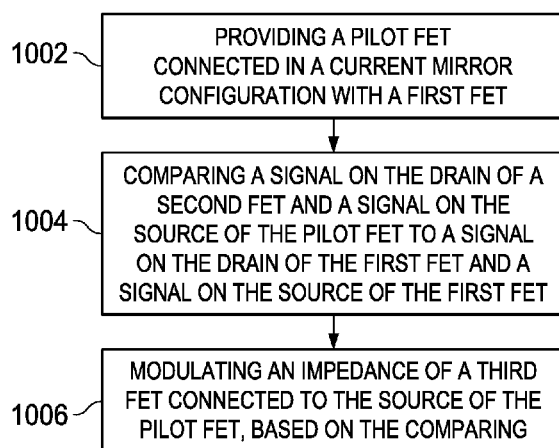 1002
PROVIDING A PILOT FET
CONNECTED IN A CURRENT MIRROR
CONFIGURATION WITH A FIRST FET
1004
COMPARING A SIGNAL ON THE DRAIN OF A
SECOND FET AND A SIGNAL ON THE
SOURCE OF THE PILOT FET TO A SIGNAL
ON THE DRAIN OF THE FIRST FET AND A
SIGNAL ON THE SOURCE OF THE FIRST FET
1006
MODULATING AN IMPEDANCE OF A THIRD
FET CONNECTED TO THE SOURCE OF THE
PILOT FET, BASED ON THE COMPARING